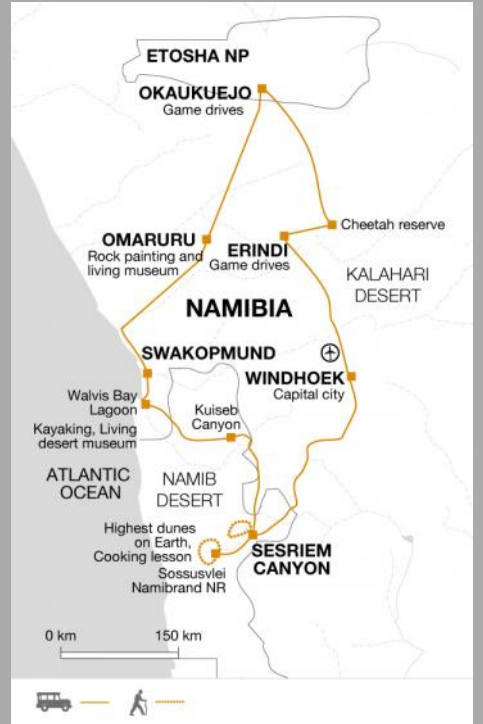 ETOSHA NP
OKAUKUEJO
Game drives
Cheetah reserve
OMARURU
Rock painting and
living museum
ERINDI
Game drives
KALAHARI
DESERT
NAMIBIA
SWAKOPMUND
WINDHOEK
Capital city
Walvis Bay
Lagoon
Kayaking, Living
desert museum
Kuiseb
Canyon
ATLANTIC
OCEAN
NAMIB
DESERT
Highest dunes
on Earth,
Cooking lesson
SESRIEM
CANYON
Sossusvlei
Namibrand NR
0 km
150 km